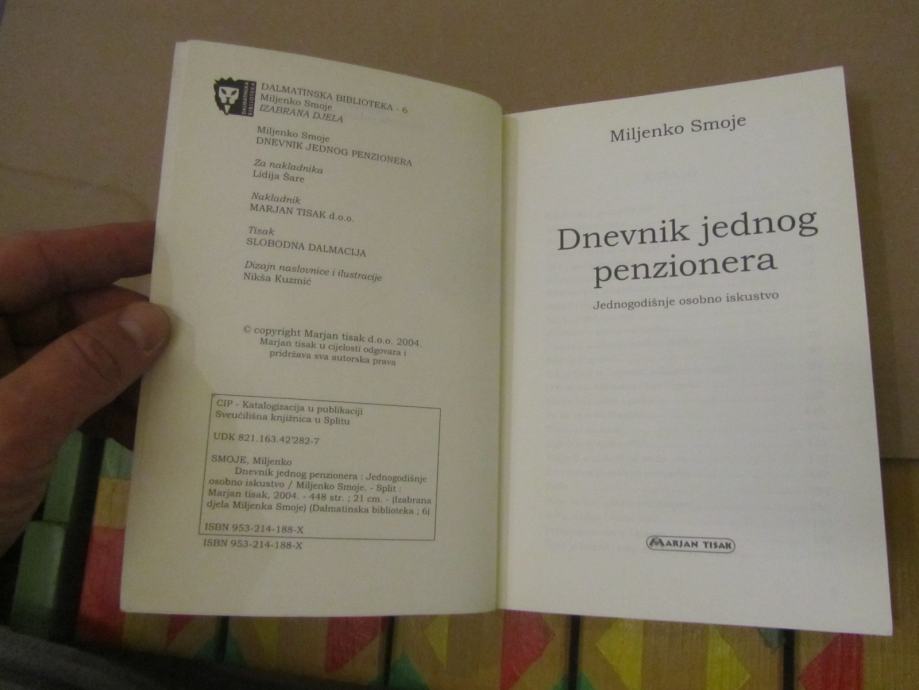 DALMATINSKA BIBLIOTEKA
DALMATINSKA BIBLIOTEKA - 6
Miljenko Smoje
IZABRANA DJELA
Miljenko Smoje
DNEVNIK JEDNOG PENZIONERA
Za nakladnika
Lidija Šare
Nakladnik
MARJAN TISAK d.o.o.
Tisak
SLOBODNA DALMACIJA
Dizajn naslovnice i ilustracije
Nikša Kuzmić
© copyright Marjan tisak d.o.o. 2004.
Marjan tisak u cijelosti odgovara i
pridržava sva autorska prava
CIP - Katalogizacija u publikaciji
Sveučilišna knjižnica u Splitu
UDK 821.163.42'282-7
SMOJE, Miljenko
Dnevnik jednog penzionera : Jednogodišnje
osobno iskustvo / Miljenko Smoje. - Split :
Marjan tisak, 2004. - 448 str. ; 21 cm. - (Izabrana
djela Miljenka Smoje) (Dalmatinska biblioteka ; 6)
ISBN 953-214-188-X
ISBN 953-214-188-X
Miljenko Smoje
Dnevnik jednog
penzionera
Jednogodišnje osobno iskustvo
MARJAN TISAK